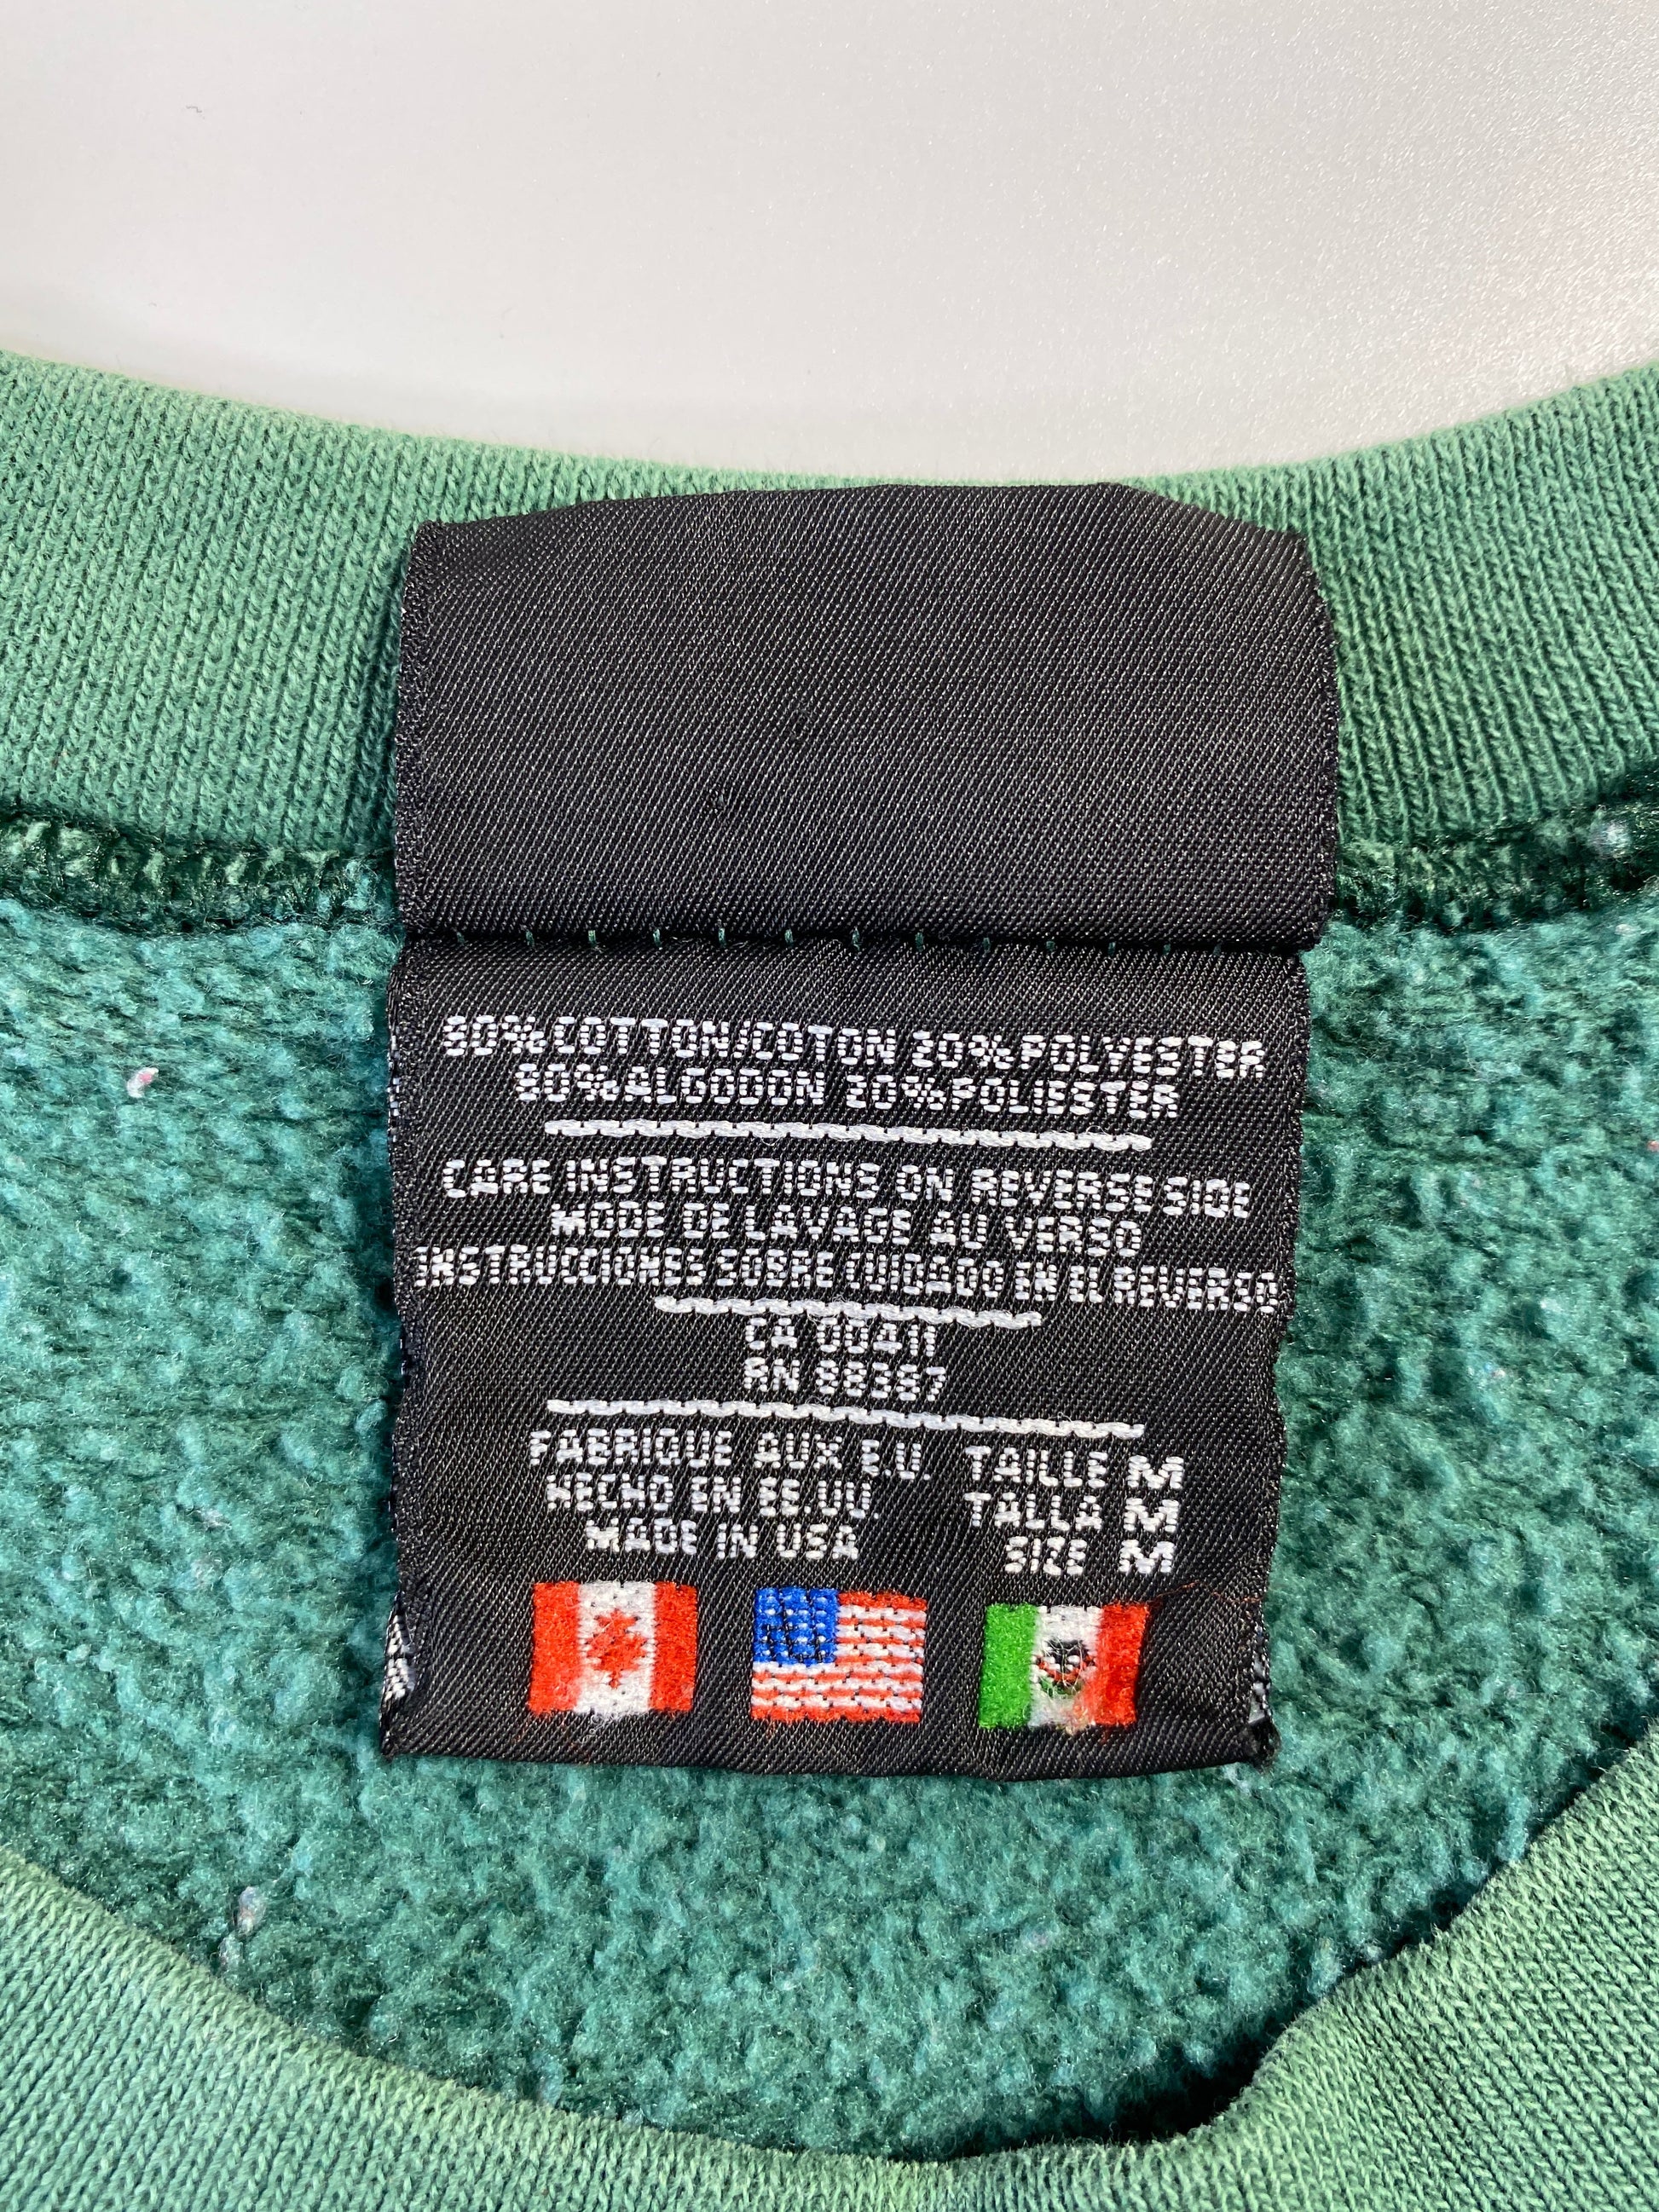 80% COTTON/COTON 20% POLYESTER
80% ALGODON 20% POLIESTER
CARE INSTRUCTIONS ON REVERSE SIDE
MODE DE LAVAGE AU VERSO
INSTRUCCIONES SOBRE CUIDADO EN EL REVERSO
CA 00411
RN 88387
FABRIQUE AUX E.U. TAILLE M
HECHO EN EE.UU. TALLA M
MADE IN USA SIZE M